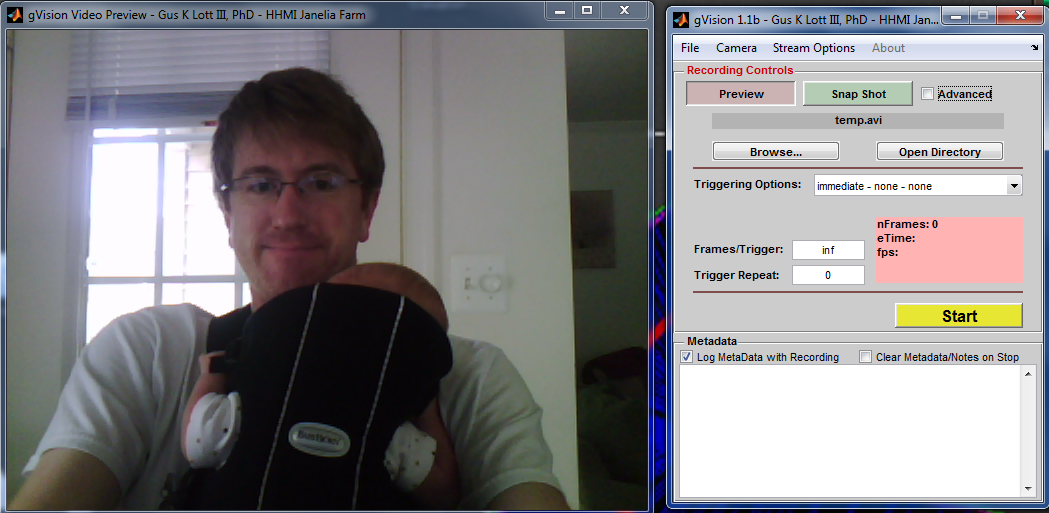 gVision Video Preview - Gus K Lott III, PhD - HHMI Janelia Farm
BABYBJÖRN
gVision 1.1b - Gus K Lott III, PhD - HHMI Jan...
File Camera Stream Options About
Recording Controls
Preview Snap Shot Advanced
temp.avi
Browse... Open Directory
Triggering Options: immediate - none - none
nFrames: 0
eTime:
fps:
Frames/Trigger: inf
Trigger Repeat: 0
Start
Metadata
Log MetaData with Recording Clear Metadata/Notes on Stop